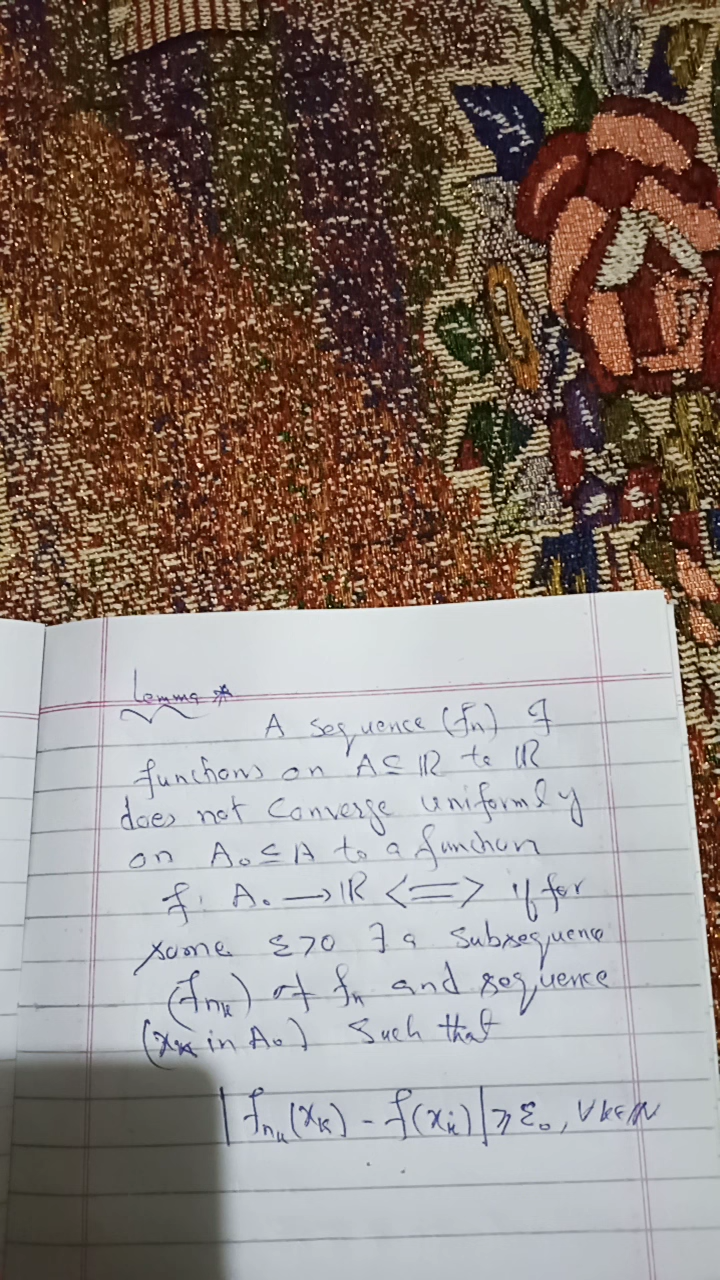 Lemma *
A sequence (fn) of
functions on A ⊆ ℝ to ℝ
does not Converge uniformly
on A₀ ⊆ A to a function
f: A₀ → ℝ <=> if for
some ε>0 ∃ a subsequence
(fnₖ) of fn and sequence
(xₖ in A₀) Such that
|fnₖ(xₖ) - f(xₖ)| ≥ ε₀, ∀ k∈ℕ